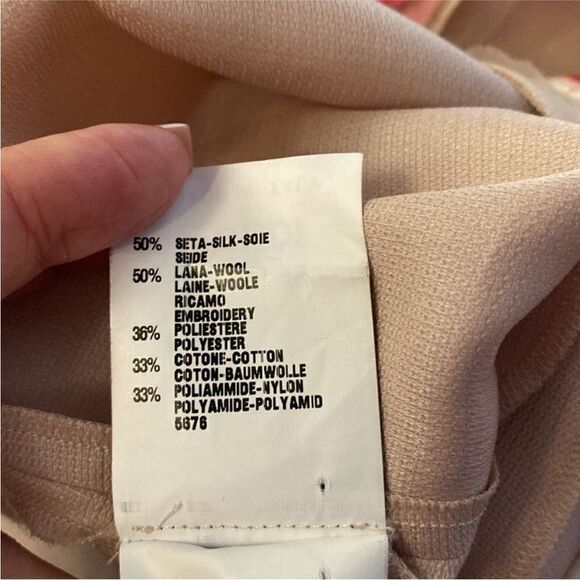 50% SETA-SILK-SOIE
SEIDE
50% LANA-WOOL
LAINE-WOOLE
RICAMO
EMBROIDERY
36% POLIESTERE
POLYESTER
33% COTONE-COTTON
COTON-BAUMWOLLE
33% POLIAMMIDE-NYLON
POLYAMIDE-POLYAMID
5676